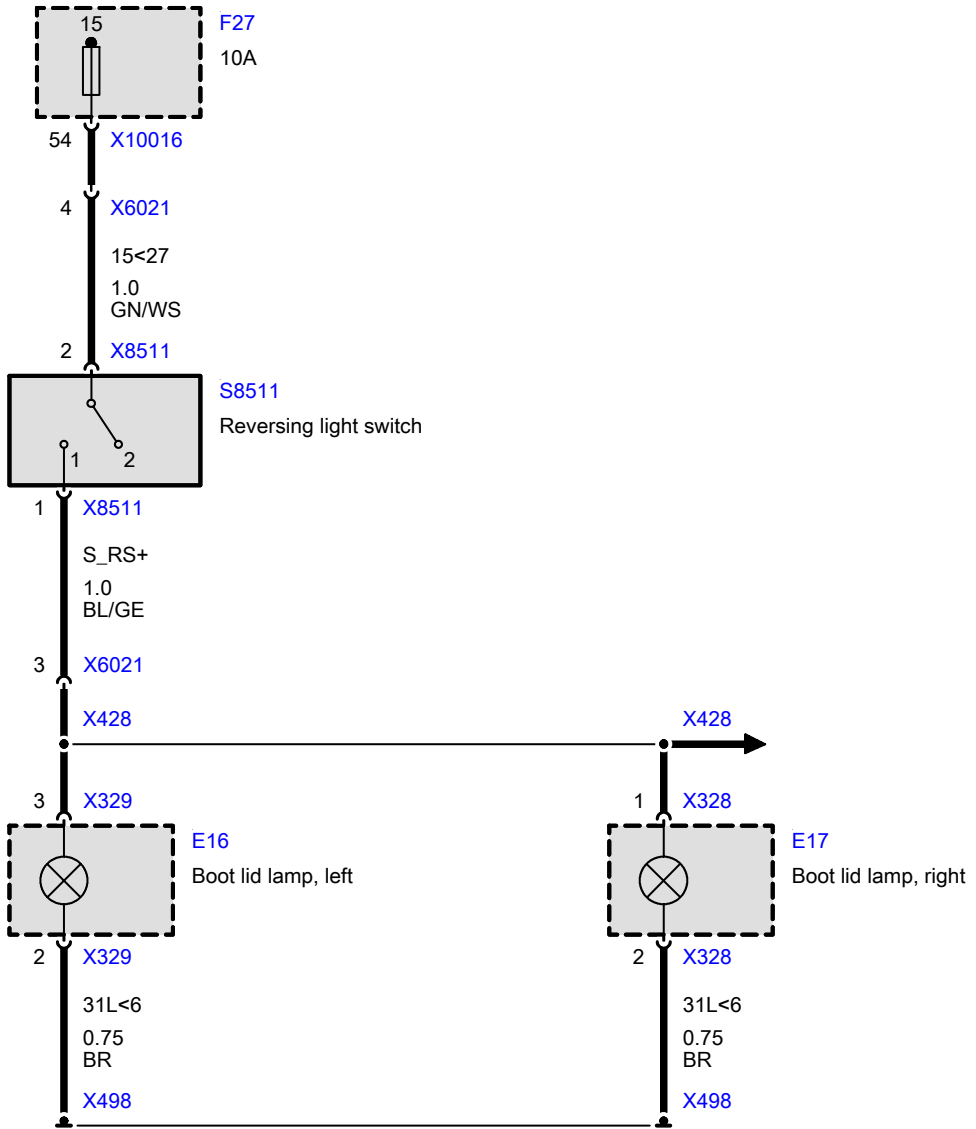 15
F27
10A
54 X10016
4 X6021
15<27
1.0
GN/WS
2 X8511
S8511
Reversing light switch
1 2
1 X8511
S_RS+
1.0
BL/GE
3 X6021
X428 X428
3 X329 1 X328
E16 E17
Boot lid lamp, left Boot lid lamp, right
2 X329 2 X328
31L<6 31L<6
0.75 0.75
BR BR
X498 X498